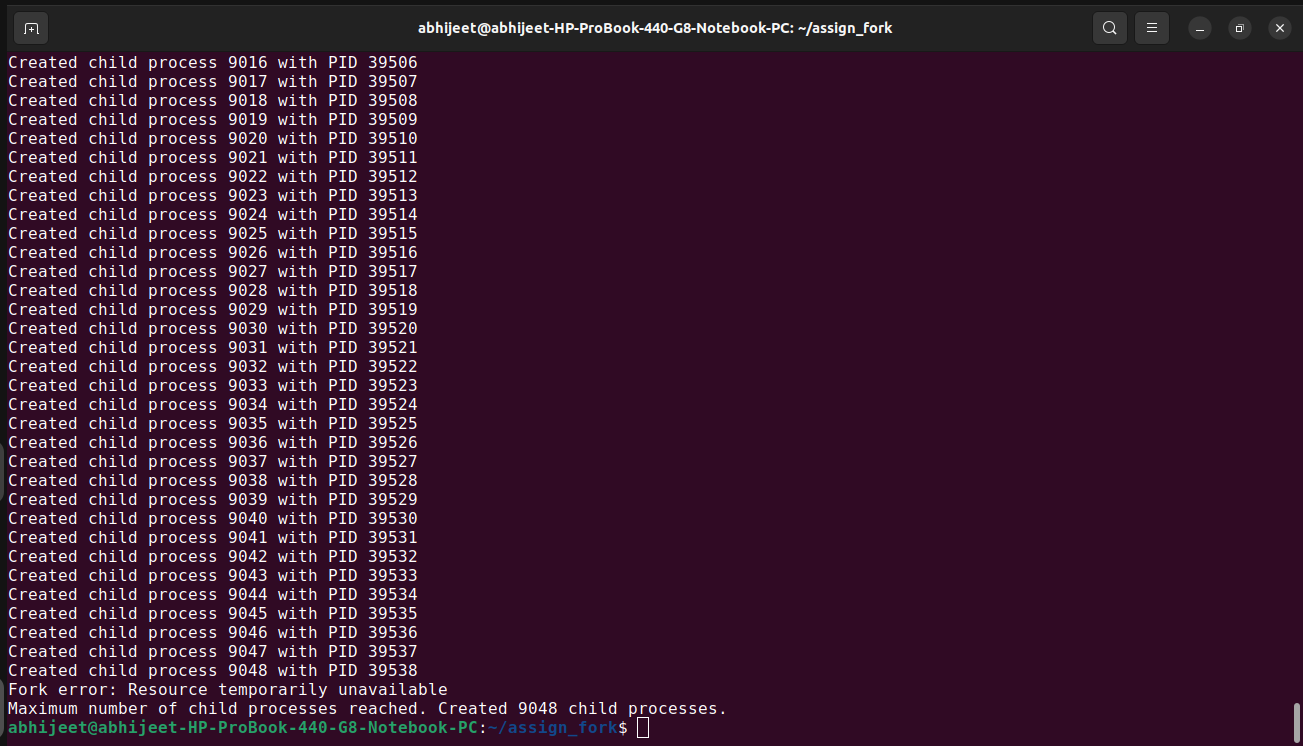 abhijeet@abhijeet-HP-ProBook-440-G8-Notebook-PC: ~/assign_fork
Created child process 9016 with PID 39506
Created child process 9017 with PID 39507
Created child process 9018 with PID 39508
Created child process 9019 with PID 39509
Created child process 9020 with PID 39510
Created child process 9021 with PID 39511
Created child process 9022 with PID 39512
Created child process 9023 with PID 39513
Created child process 9024 with PID 39514
Created child process 9025 with PID 39515
Created child process 9026 with PID 39516
Created child process 9027 with PID 39517
Created child process 9028 with PID 39518
Created child process 9029 with PID 39519
Created child process 9030 with PID 39520
Created child process 9031 with PID 39521
Created child process 9032 with PID 39522
Created child process 9033 with PID 39523
Created child process 9034 with PID 39524
Created child process 9035 with PID 39525
Created child process 9036 with PID 39526
Created child process 9037 with PID 39527
Created child process 9038 with PID 39528
Created child process 9039 with PID 39529
Created child process 9040 with PID 39530
Created child process 9041 with PID 39531
Created child process 9042 with PID 39532
Created child process 9043 with PID 39533
Created child process 9044 with PID 39534
Created child process 9045 with PID 39535
Created child process 9046 with PID 39536
Created child process 9047 with PID 39537
Created child process 9048 with PID 39538
Fork error: Resource temporarily unavailable
Maximum number of child processes reached. Created 9048 child processes.
abhijeet@abhijeet-HP-ProBook-440-G8-Notebook-PC:~/assign_fork$